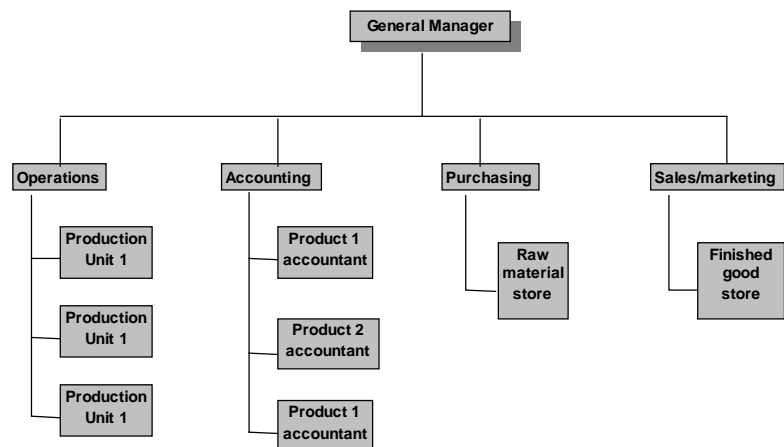 General Manager
Operations
Accounting
Purchasing
Sales/marketing
Production
Unit 1
Product 1
accountant
Raw
material
store
Finished
good
store
Production
Unit 1
Product 2
accountant
Production
Unit 1
Product 1
accountant